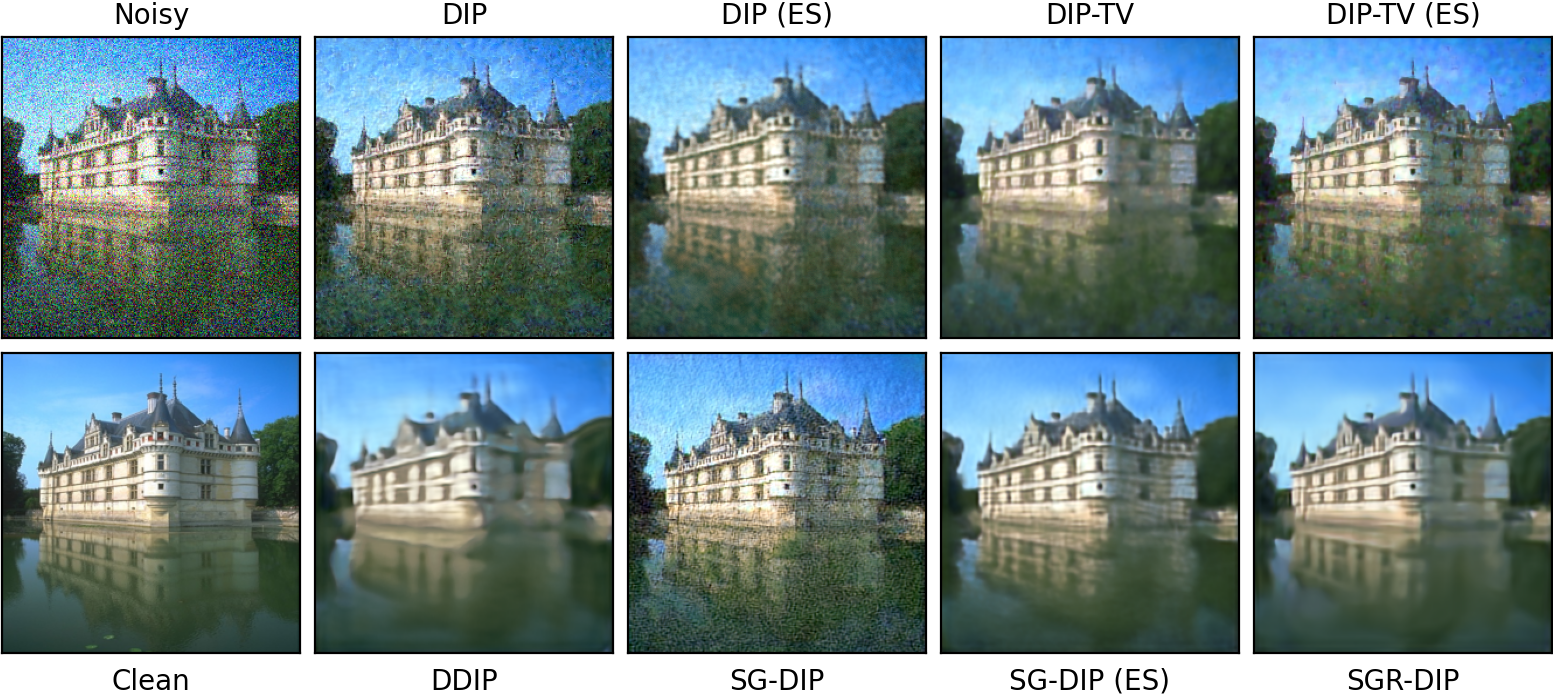 Noisy DIP DIP (ES) DIP-TV DIP-TV (ES)
Clean DDIP SG-DIP SG-DIP (ES) SGR-DIP